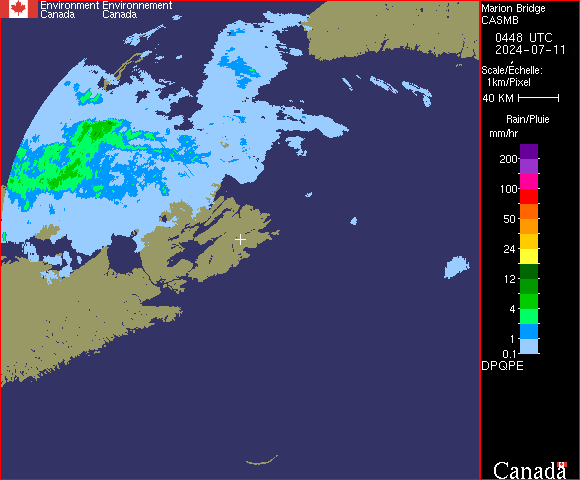 Environment Environnement
Canada Canada
Marion Bridge
CASMB
0448 UTC
2024-07-11
Scale/Echelle:
1km/Pixel
40 KM
Rain/Pluie
mm/hr
200
100
50
24
12
4
1
0.1
DPQPE
Canada